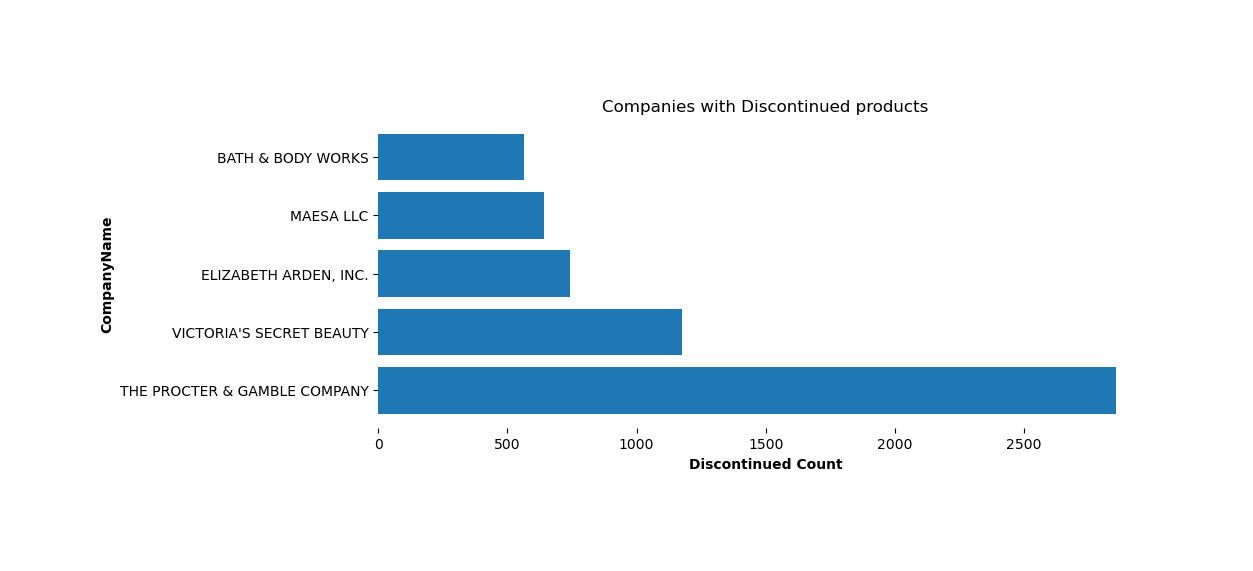 Companies with Discontinued products
BATH & BODY WORKS
MAESA LLC
ELIZABETH ARDEN, INC.
VICTORIA'S SECRET BEAUTY
THE PROCTER & GAMBLE COMPANY
CompanyName
0 500 1000 1500 2000 2500
Discontinued Count